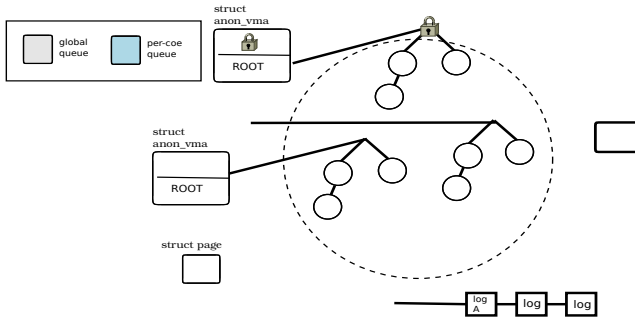 struct
anon_vma
global
queue
per-coe
queue
ROOT
struct
anon_vma
ROOT
struct page
log
A
log
log